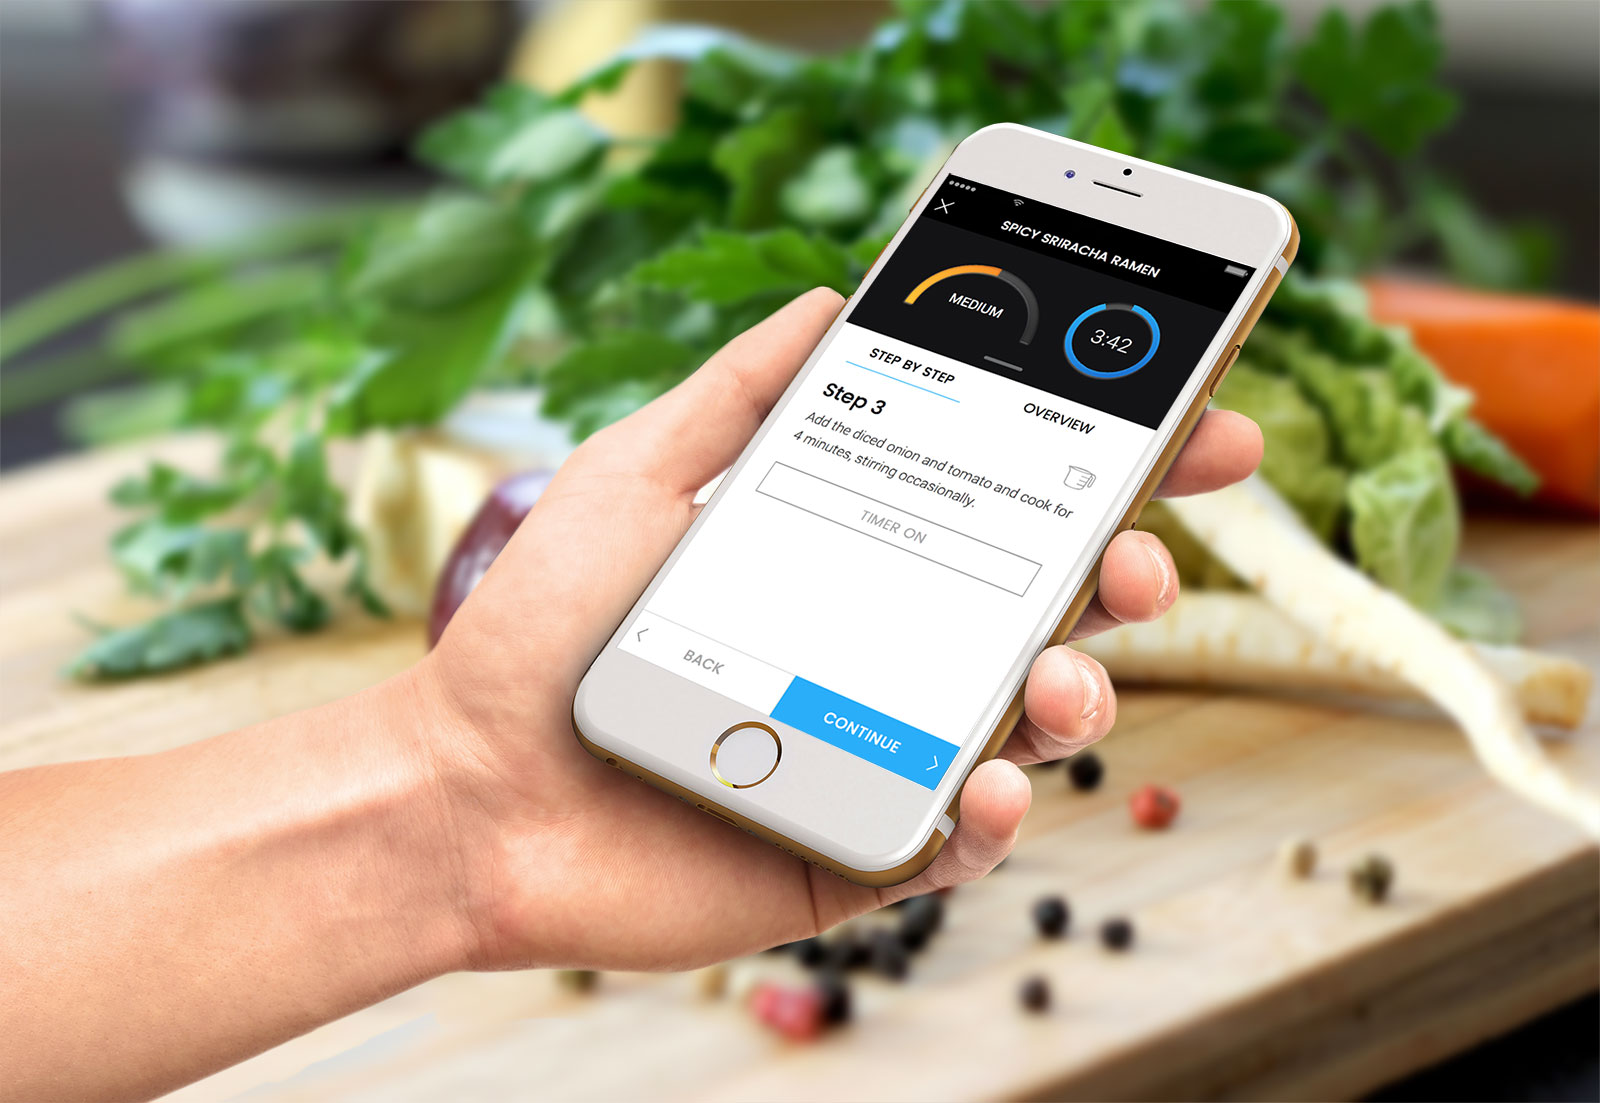 SPICY SRIRACHA RAMEN
MEDIUM
3:42
STEP BY STEP
OVERVIEW
Step 3
Add the diced onion and tomato and cook for
4 minutes, stirring occasionally.
TIMER ON
BACK
CONTINUE